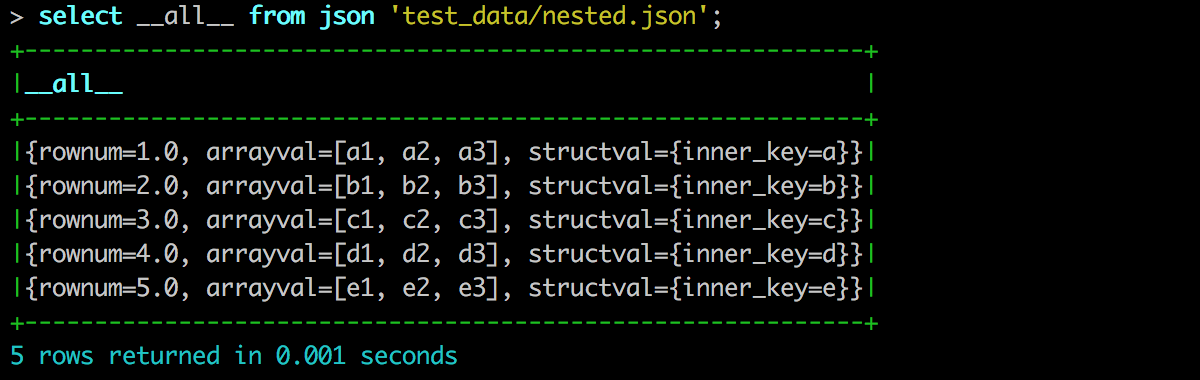 > select __all__ from json 'test_data/nested.json';
+------------------------------------------------------------+
|__all__                                                     |
+------------------------------------------------------------+
|{rownum=1.0, arrayval=[a1, a2, a3], structval={inner_key=a}}|
|{rownum=2.0, arrayval=[b1, b2, b3], structval={inner_key=b}}|
|{rownum=3.0, arrayval=[c1, c2, c3], structval={inner_key=c}}|
|{rownum=4.0, arrayval=[d1, d2, d3], structval={inner_key=d}}|
|{rownum=5.0, arrayval=[e1, e2, e3], structval={inner_key=e}}|
+------------------------------------------------------------+
5 rows returned in 0.001 seconds